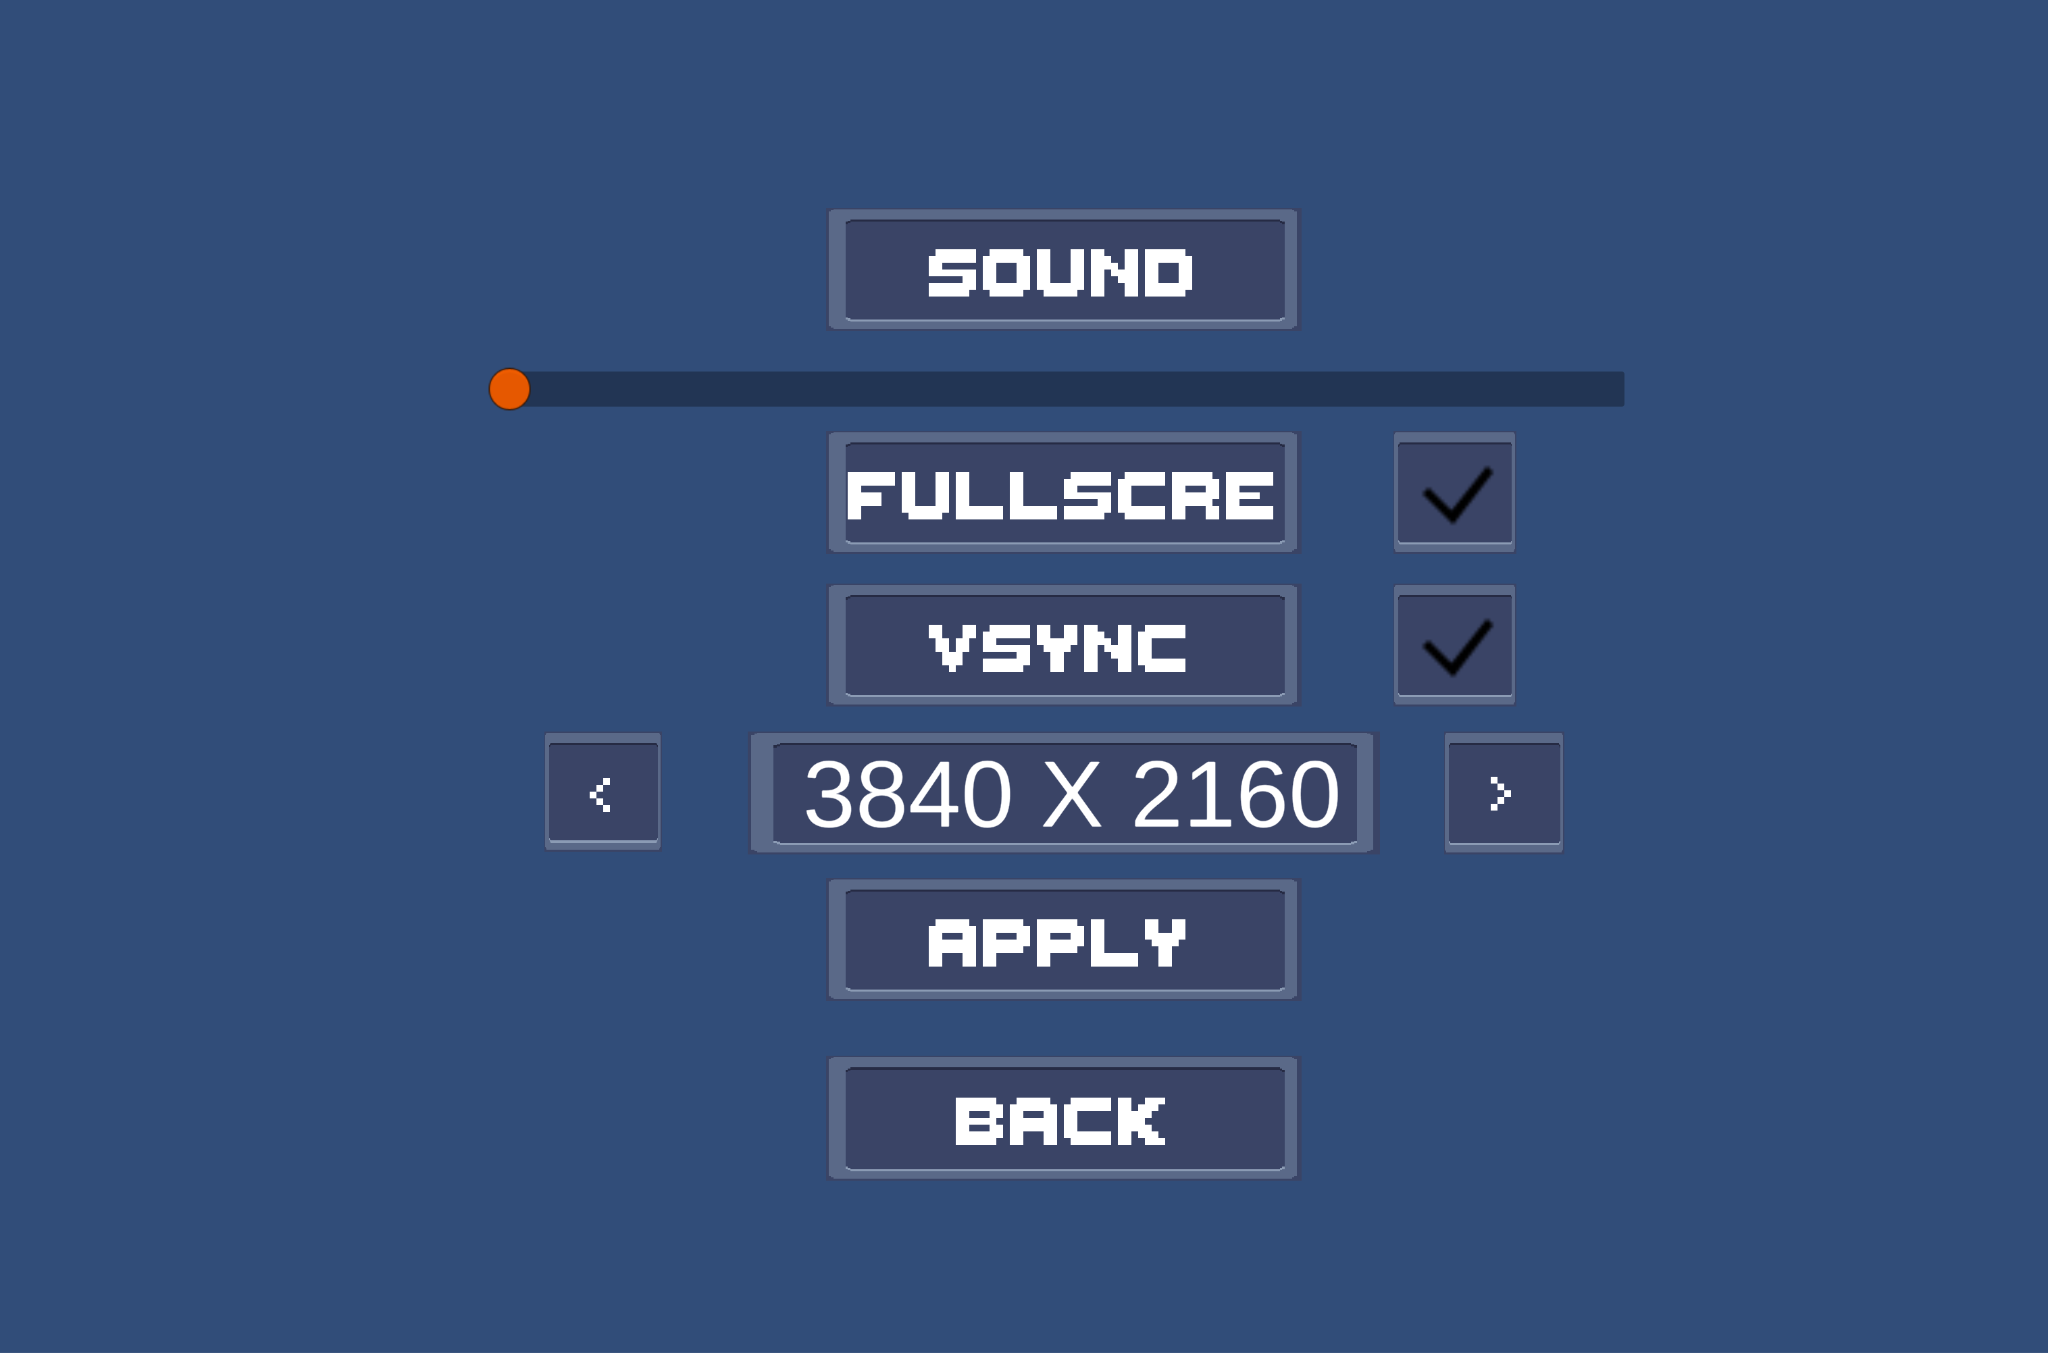 SOUND
FULLSCRE
VSYNC
< 3840 X 2160 >
APPLY
BACK